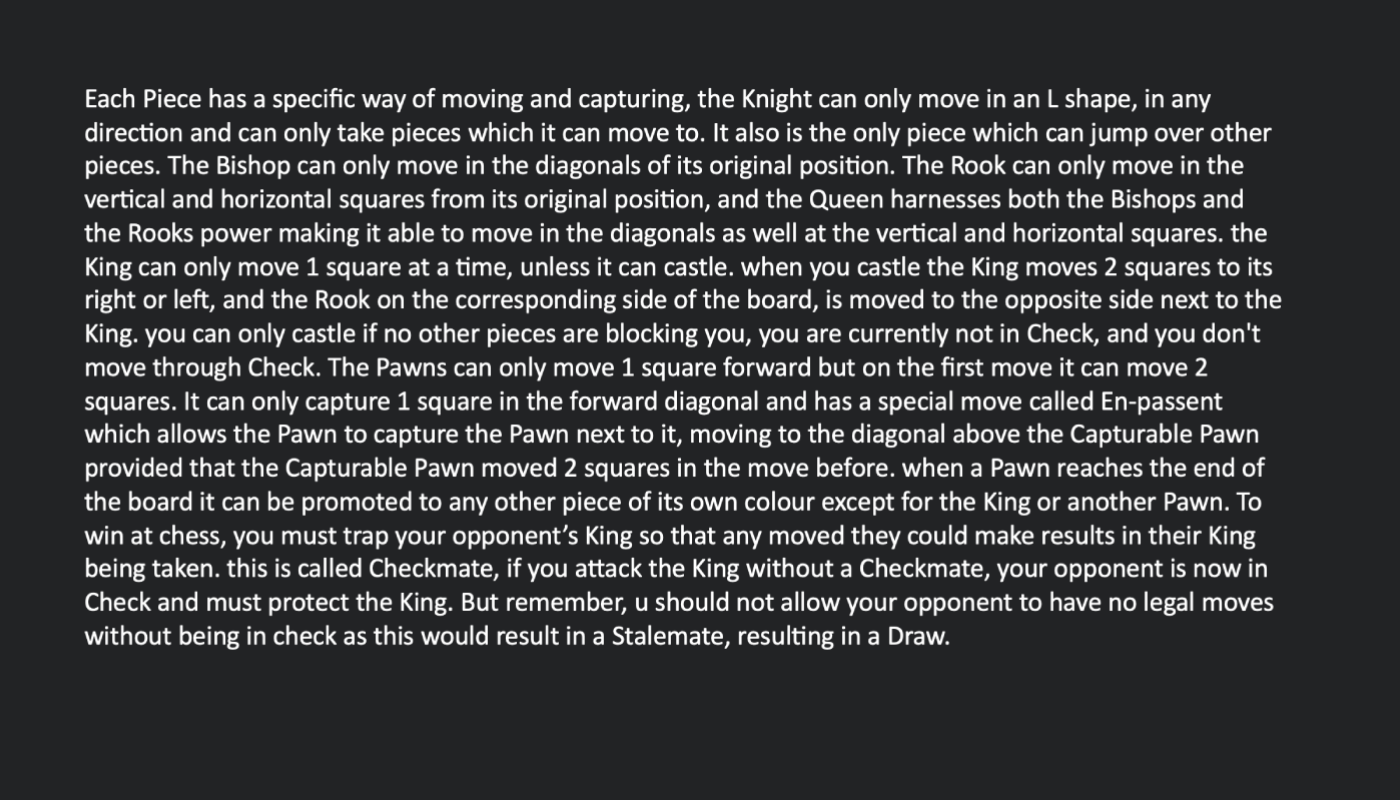 Each Piece has a specific way of moving and capturing, the Knight can only move in an L shape, in any
direction and can only take pieces which it can move to. It also is the only piece which can jump over other
pieces. The Bishop can only move in the diagonals of its original position. The Rook can only move in the
vertical and horizontal squares from its original position, and the Queen harnesses both the Bishops and
the Rooks power making it able to move in the diagonals as well at the vertical and horizontal squares. the
King can only move 1 square at a time, unless it can castle. when you castle the King moves 2 squares to its
right or left, and the Rook on the corresponding side of the board, is moved to the opposite side next to the
King. you can only castle if no other pieces are blocking you, you are currently not in Check, and you don't
move through Check. The Pawns can only move 1 square forward but on the first move it can move 2
squares. It can only capture 1 square in the forward diagonal and has a special move called En-passent
which allows the Pawn to capture the Pawn next to it, moving to the diagonal above the Capturable Pawn
provided that the Capturable Pawn moved 2 squares in the move before. when a Pawn reaches the end of
the board it can be promoted to any other piece of its own colour except for the King or another Pawn. To
win at chess, you must trap your opponent’s King so that any moved they could make results in their King
being taken. this is called Checkmate, if you attack the King without a Checkmate, your opponent is now in
Check and must protect the King. But remember, u should not allow your opponent to have no legal moves
without being in check as this would result in a Stalemate, resulting in a Draw.